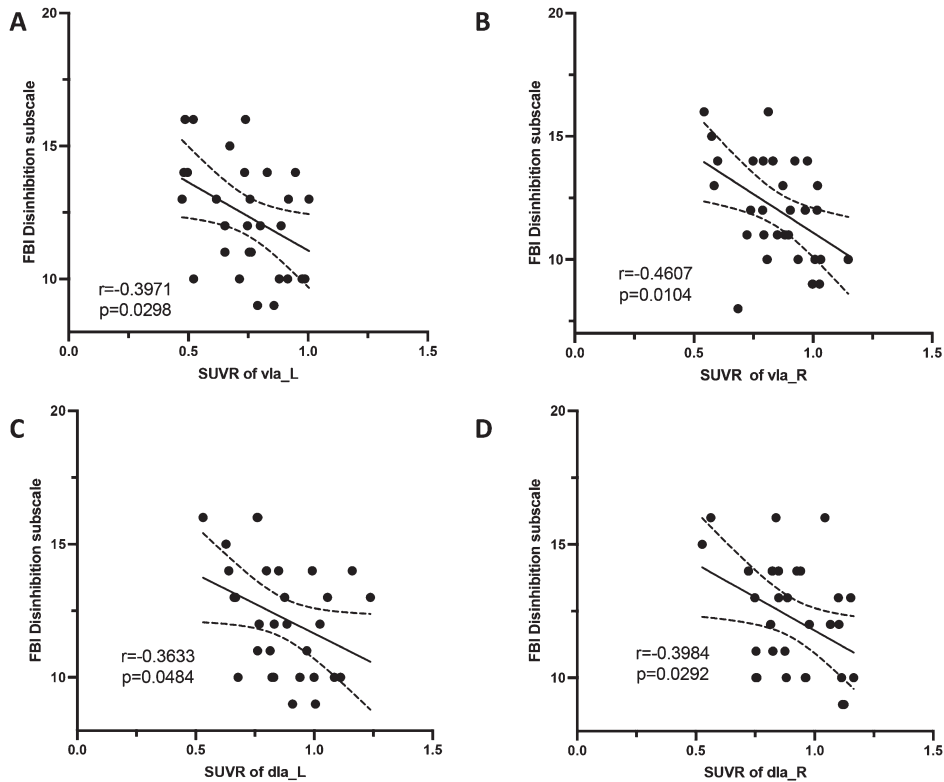 A
20
15
10
0.0
0.5
1.0
1.5
FBI Disinhibition subscale
r=-0.3971
p=0.0298
SUVR of vIa_L
B
20
15
10
0.0
0.5
1.0
1.5
FBI Disinhibition subscale
r=-0.4607
p=0.0104
SUVR of vIa_R
C
20
15
10
0.0
0.5
1.0
1.5
FBI Disinhibition subscale
r=-0.3633
p=0.0484
SUVR of dIa_L
D
20
15
10
0.0
0.5
1.0
1.5
FBI Disinhibition subscale
r=-0.3984
p=0.0292
SUVR of dIa_R